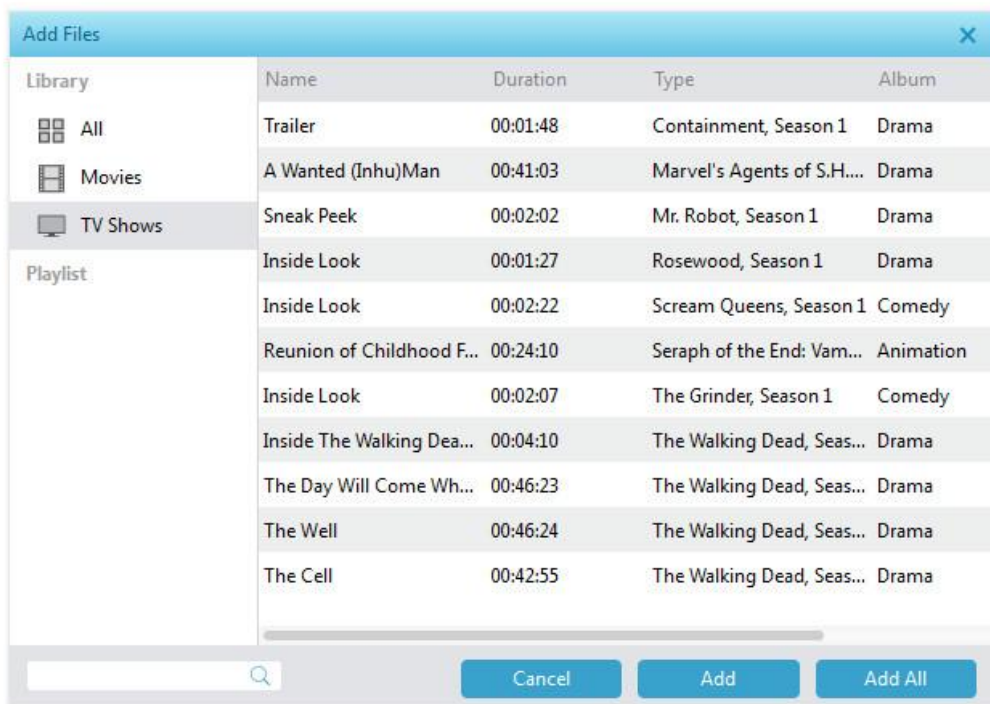 Add Files
Library
All
Movies
TV Shows
Playlist
Name Duration Type Album
Trailer 00:01:48 Containment, Season 1 Drama
A Wanted (Inhu)Man 00:41:03 Marvel's Agents of S.H.... Drama
Sneak Peek 00:02:02 Mr. Robot, Season 1 Drama
Inside Look 00:01:27 Rosewood, Season 1 Drama
Inside Look 00:02:22 Scream Queens, Season 1 Comedy
Reunion of Childhood F... 00:24:10 Seraph of the End: Vam... Animation
Inside Look 00:02:07 The Grinder, Season 1 Comedy
Inside The Walking Dea... 00:04:10 The Walking Dead, Seas... Drama
The Day Will Come Wh... 00:46:23 The Walking Dead, Seas... Drama
The Well 00:46:24 The Walking Dead, Seas... Drama
The Cell 00:42:55 The Walking Dead, Seas... Drama
Cancel Add Add All